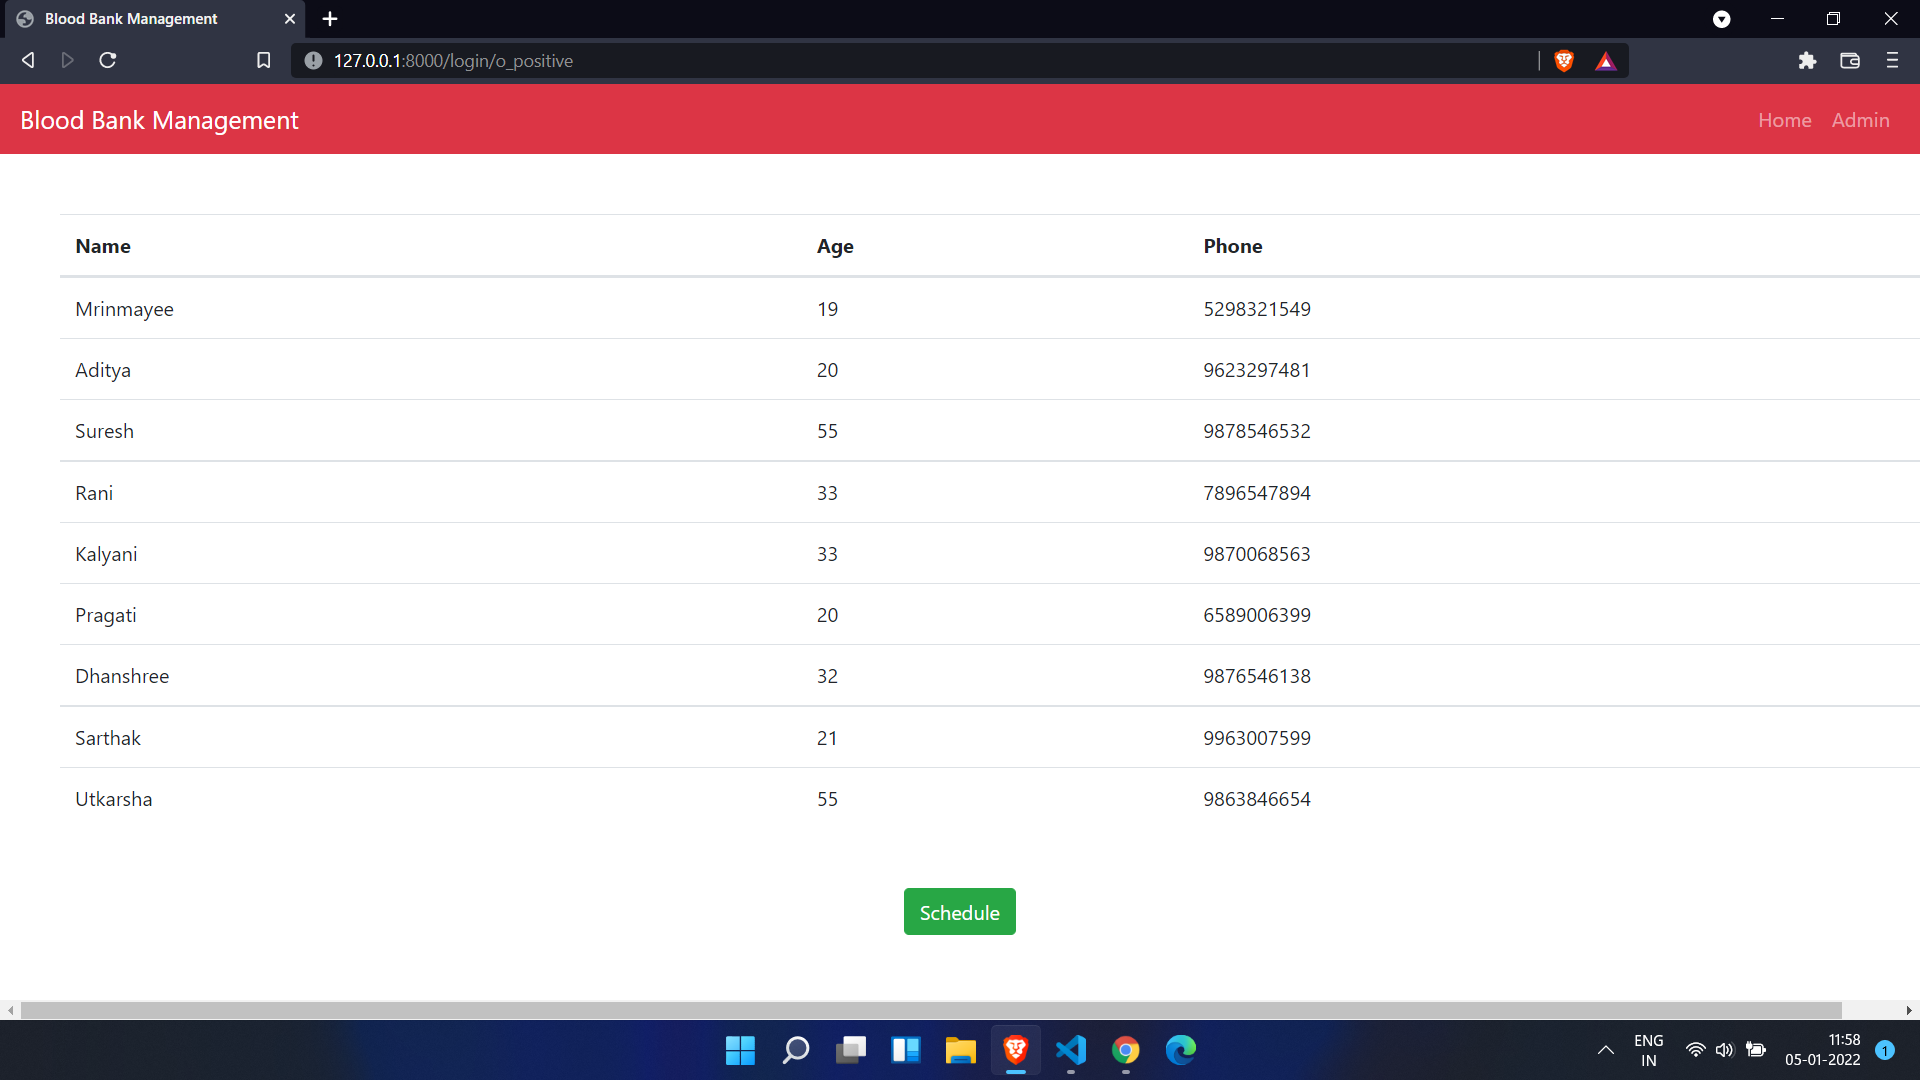 Blood Bank Management
127.0.0.1:8000/login/o_positive
Blood Bank Management Home Admin
Name Age Phone
Mrinmayee 19 5298321549
Aditya 20 9623297481
Suresh 55 9878546532
Rani 33 7896547894
Kalyani 33 9870068563
Pragati 20 6589006399
Dhanshree 32 9876546138
Sarthak 21 9963007599
Utkarsha 55 9863846654
Schedule
ENG 11:58
IN 05-01-2022 1